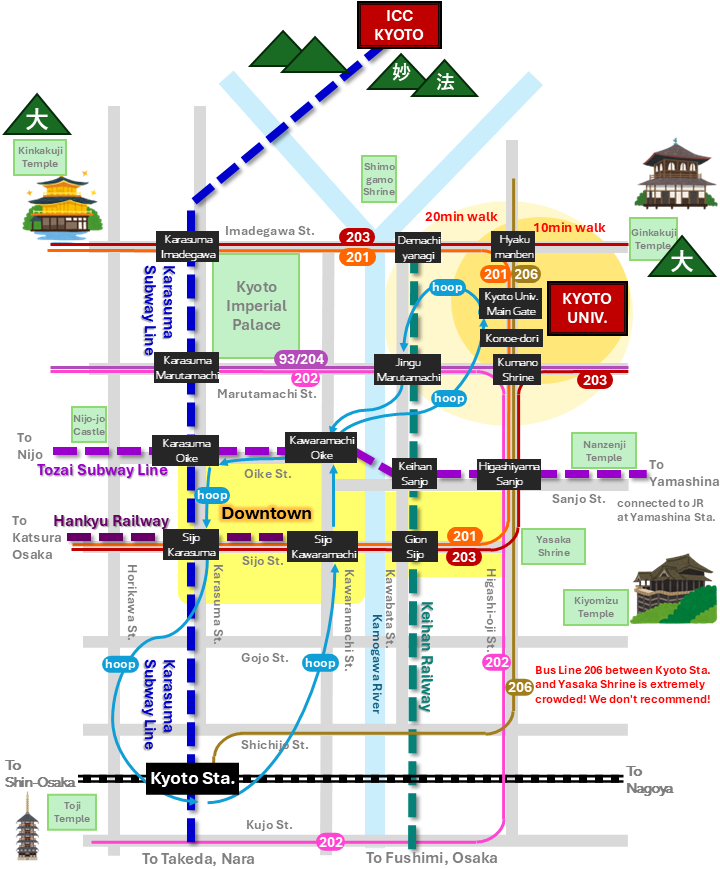 ICC
KYOTO
妙
法
大
Kinkakuji
Temple
Shimo
gamo
Shrine
20min walk
10min walk
Ginkakuji
Temple
大
Karasuma
Imadegawa
Imadegawa St.
203
201
Demachi
yanagi
Hyaku
manben
201
206
Karasuma
Subway Line
Kyoto
Imperial
Palace
hoop
Kyoto Univ.
Main Gate
KYOTO
UNIV.
Konoe-dori
Karasuma
Marutamachi
93/204
202
Marutamachi St.
Jingu
Marutamachi
Kumano
Shrine
203
hoop
Nijo-jo
Castle
To
Nijo
Tozai Subway Line
Karasuma
Oike
Kawaramachi
Oike
Oike St.
Keihan
Sanjo
Higashiyama
Sanjo
Nanzenji
Temple
To
Yamashina
Sanjo St.
connected to JR
at Yamashina Sta.
hoop
Downtown
To
Katsura
Osaka
Hankyu Railway
Sijo
Karasuma
Sijo St.
Sijo
Kawaramachi
Gion
Sijo
201
203
Yasaka
Shrine
Horikawa St.
Karasuma St.
Kawaramachi St.
Kawabata St.
Kamogawa River
Keihan Railway
Higashi-oji St.
Kiyomizu
Temple
Gojo St.
hoop
hoop
Karasuma
Subway Line
202
206
Bus Line 206 between Kyoto Sta.
and Yasaka Shrine is extremely
crowded! We don't recommend!
Shichijo St.
To
Shin-Osaka
Kyoto Sta.
To
Nagoya
Toji
Temple
Kujo St.
202
To Takeda, Nara
To Fushimi, Osaka